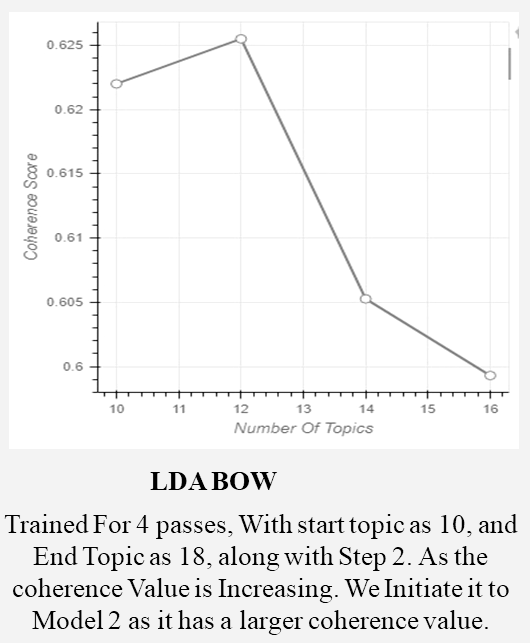 0.625
0.62
0.615
0.61
0.605
0.6
Coherence Score
10 11 12 13 14 15 16
Number Of Topics
LDA BOW
Trained For 4 passes, With start topic as 10, and
End Topic as 18, along with Step 2. As the
coherence Value is Increasing. We Initiate it to
Model 2 as it has a larger coherence value.